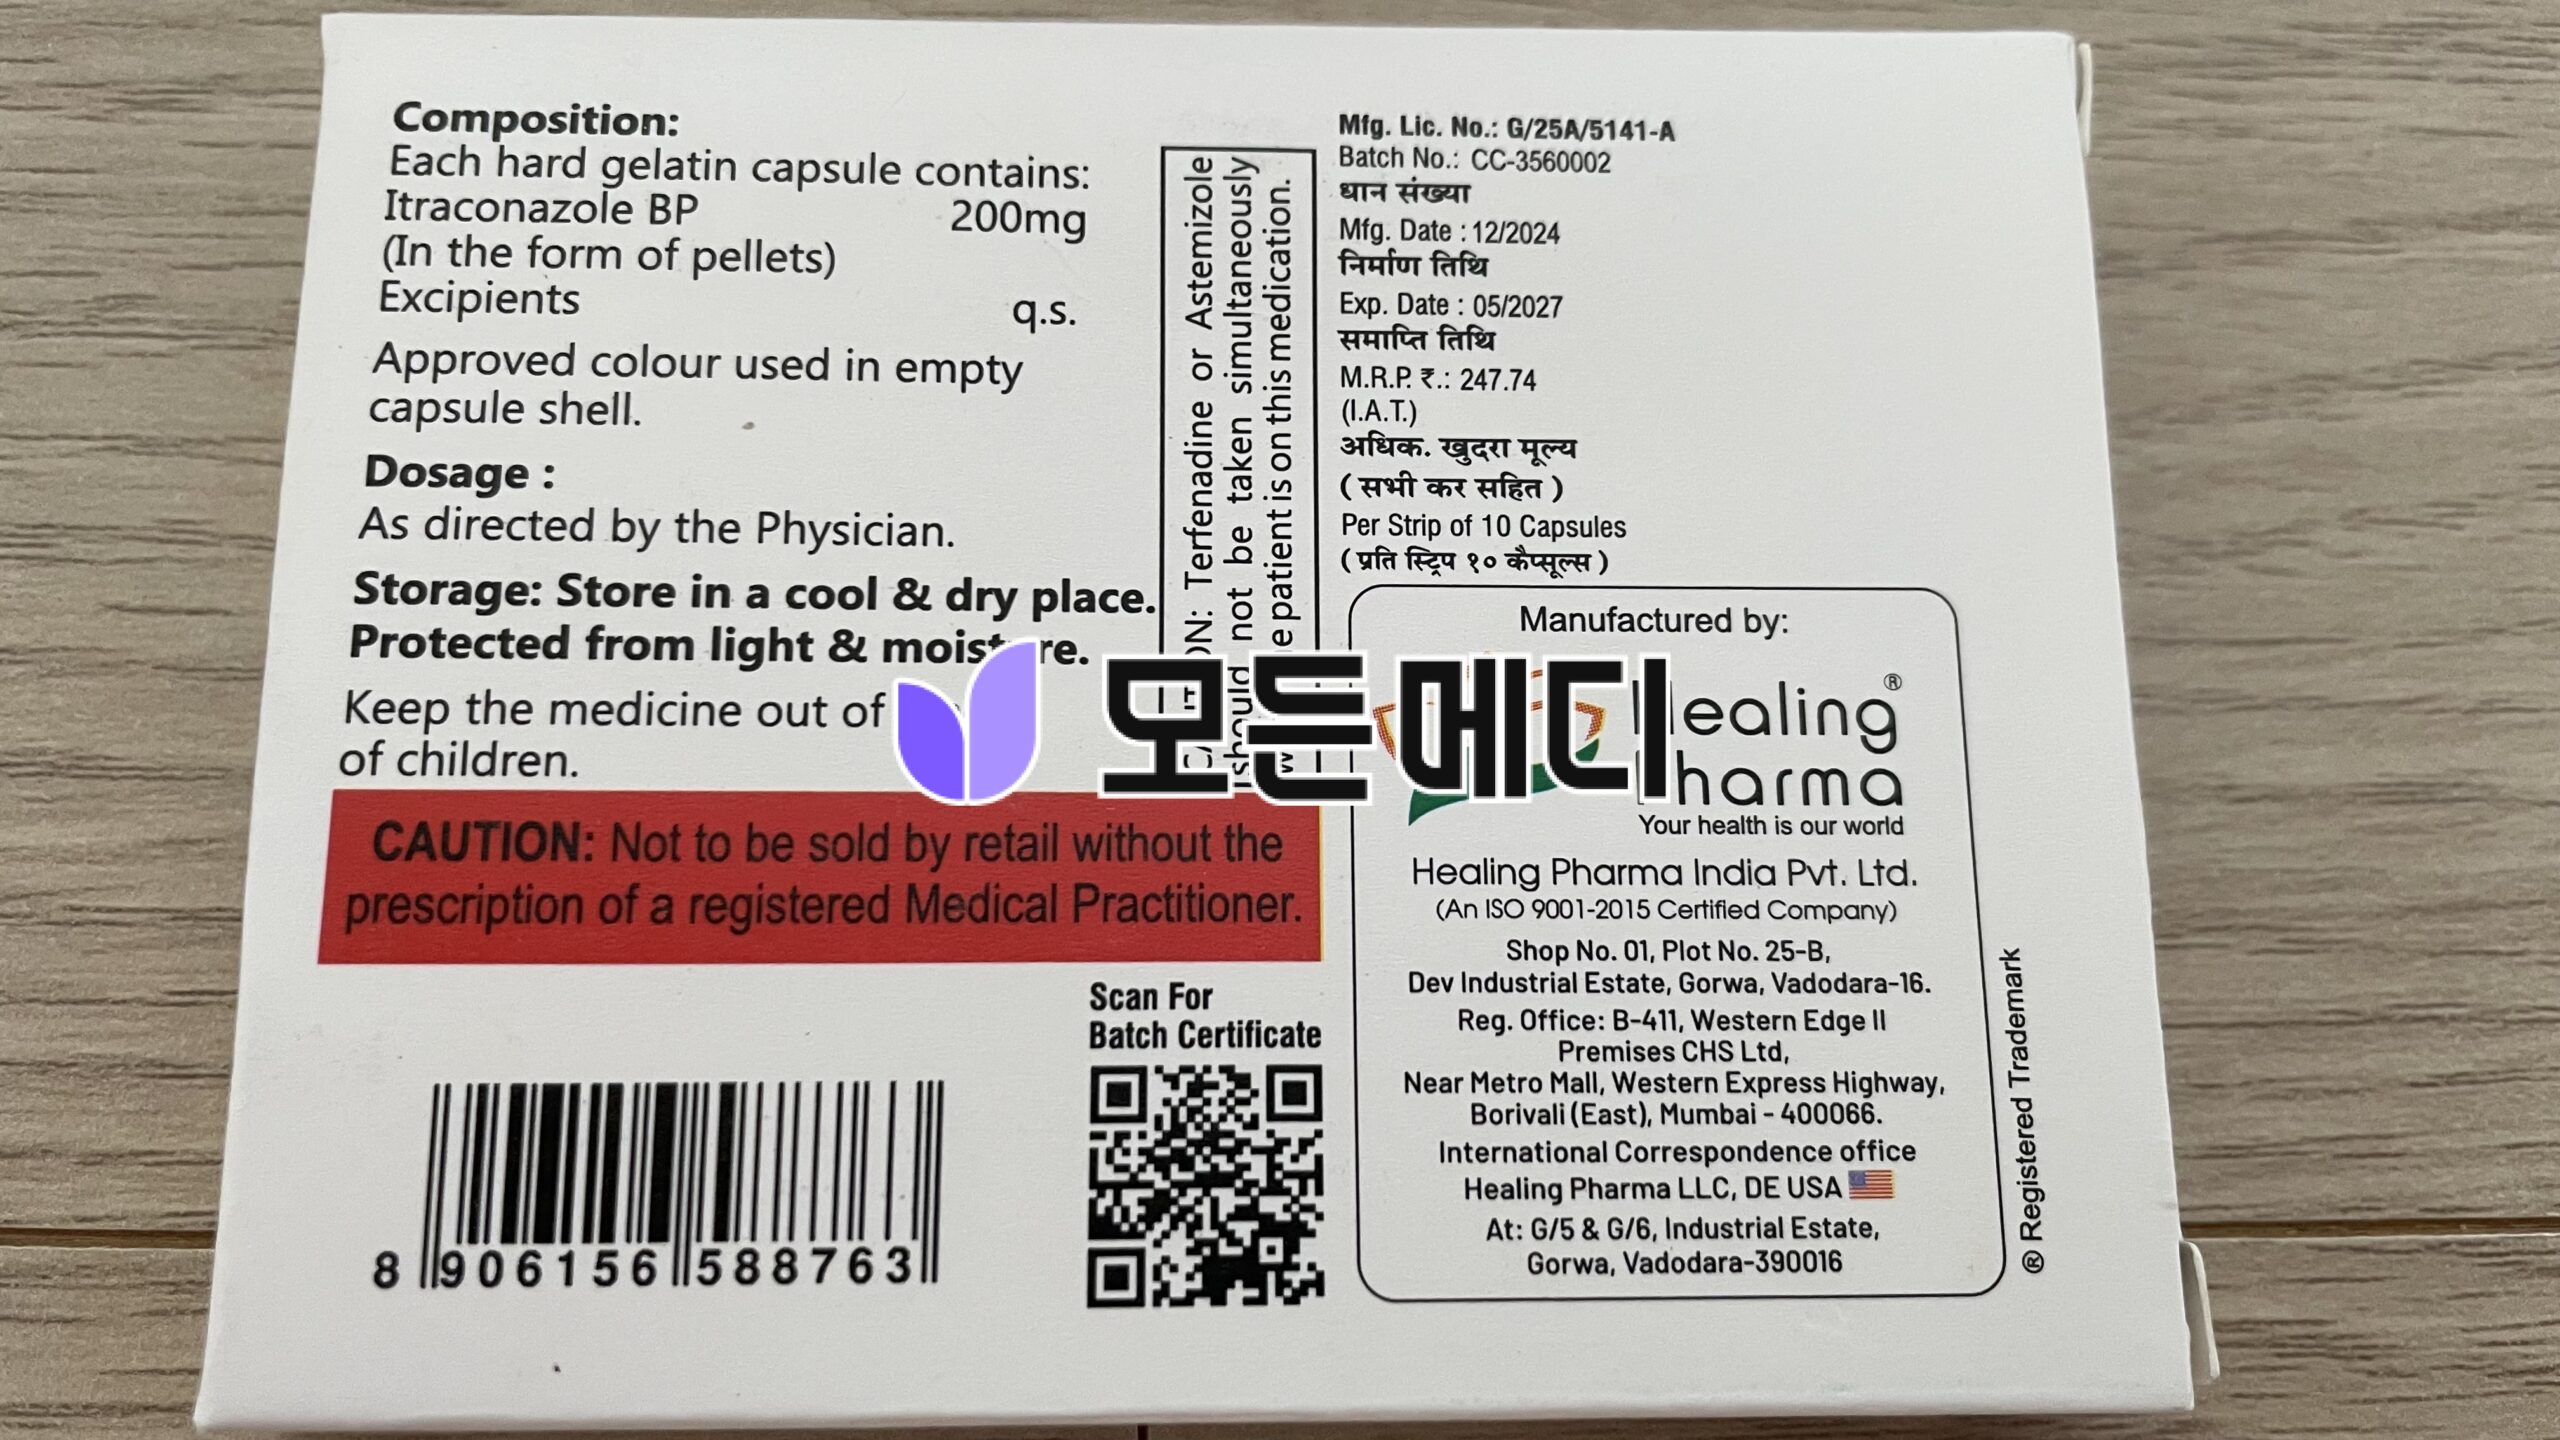 Composition:
Each hard gelatin capsule contains:
Itraconazole BP 200mg
(In the form of pellets)
Excipients q.s.
Approved colour used in empty
capsule shell.
Dosage :
As directed by the Physician.
Storage: Store in a cool & dry place.
Protected from light &
Keep the medicine out of
of children.
CAUTION: Not to be sold by retail without the
prescription of a registered Medical Practitioner.
Terfenadine or Astemizole
should not be taken simultaneously
patient is on this medication.
Mfg. Lic. No.: G/25A/5141-A
Batch No.: CC-3560002
धान संख्या
Mfg. Date : 12/2024
निर्माण तिथि
Exp. Date : 05/2027
समाप्ति तिथि
M.R.P. ₹.: 247.74
(I.A.T.)
अधिक. खुदरा मूल्य
( सभी कर सहित )
Per Strip of 10 Capsules
( प्रति स्ट्रिप १० कैप्सूल्स )
Manufactured by:
모든메디
Healing®
Pharma
Your health is our world
Healing Pharma India Pvt. Ltd.
(An ISO 9001-2015 Certified Company)
Shop No. 01, Plot No. 25-B,
Dev Industrial Estate, Gorwa, Vadodara-16.
Reg. Office: B-411, Western Edge II
Premises CHS Ltd,
Near Metro Mall, Western Express Highway,
Borivali (East), Mumbai - 400066.
International Correspondence office
Healing Pharma LLC, DE USA
At: G/5 & G/6, Industrial Estate,
Gorwa, Vadodara-390016
® Registered Trademark
Scan For
Batch Certificate
8 906156 588763